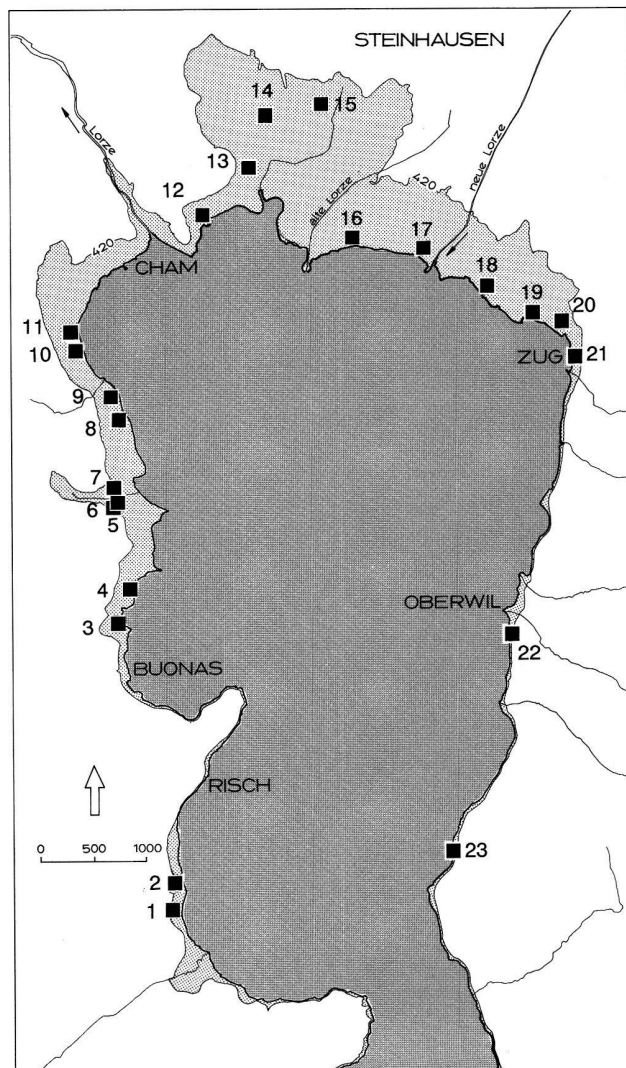 STEINHAUSEN
14
15
Lorze
13
neue Lorze
12
alte Lorze
420
16
17
420
18
CHAM
19
20
11
10
ZUG
21
9
8
7
6
5
4
OBERWIL
3
22
BUONAS
RISCH
0 500 1000
23
2
1